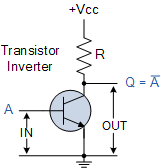 +Vcc
Transistor
Inverter
R
Q = A̅
A
IN
OUT